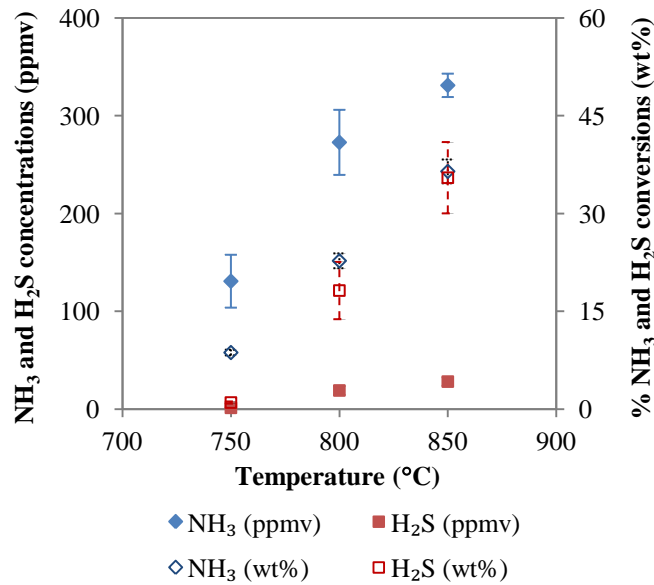 NH₃ and H₂S concentrations (ppmv)
400
300
200
100
0
60
45
30
15
0
% NH₃ and H₂S conversions (wt%)
700 750 800 850 900
Temperature (°C)
NH₃ (ppmv) H₂S (ppmv)
NH₃ (wt%) H₂S (wt%)